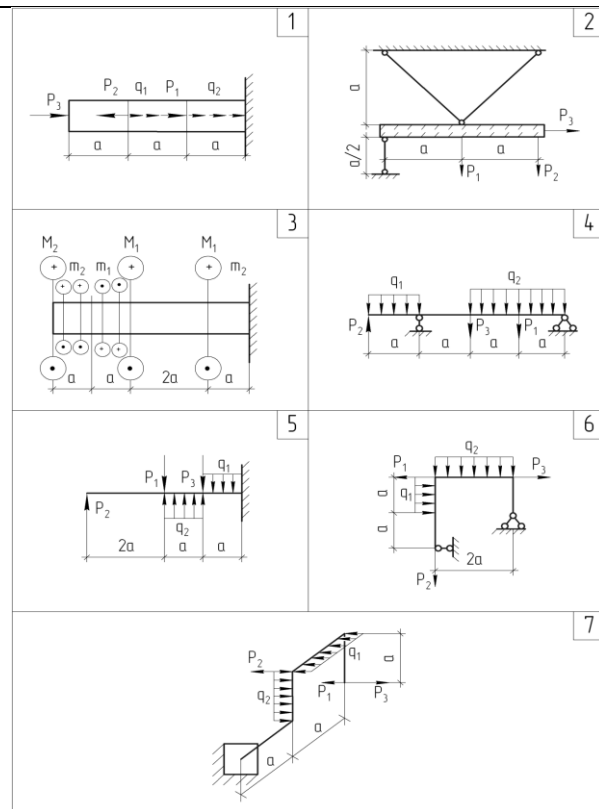 1
P₂ q₁ P₁ q₂
P₃
a a a
2
a
P₃
a/2
a a
P₁ P₂
3
M₂ M₁ M₁
m₂ m₁ m₂
a a 2a a
4
q₁ q₂
P₂ P₃ P₁
a a a a
5
P₁ P₃ q₁
P₂
q₂
2a a a
6
q₂
P₁ P₃
a q₁
a
2a
P₂
7
q₁
P₂ a
q₂ P₁ P₃
a
a